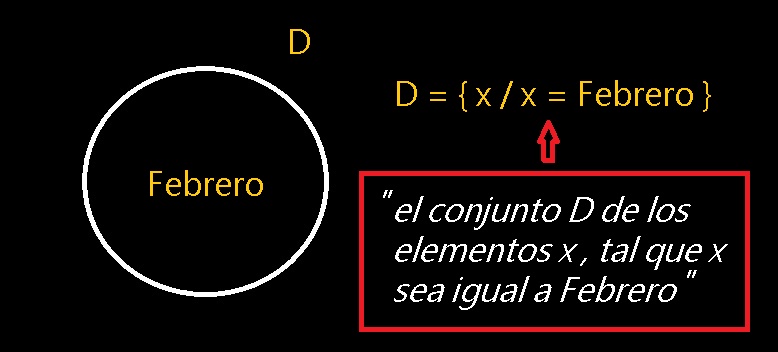 D
D = { x / x = Febrero }
Febrero
"el conjunto D de los
elementos x , tal que x
sea igual a Febrero"